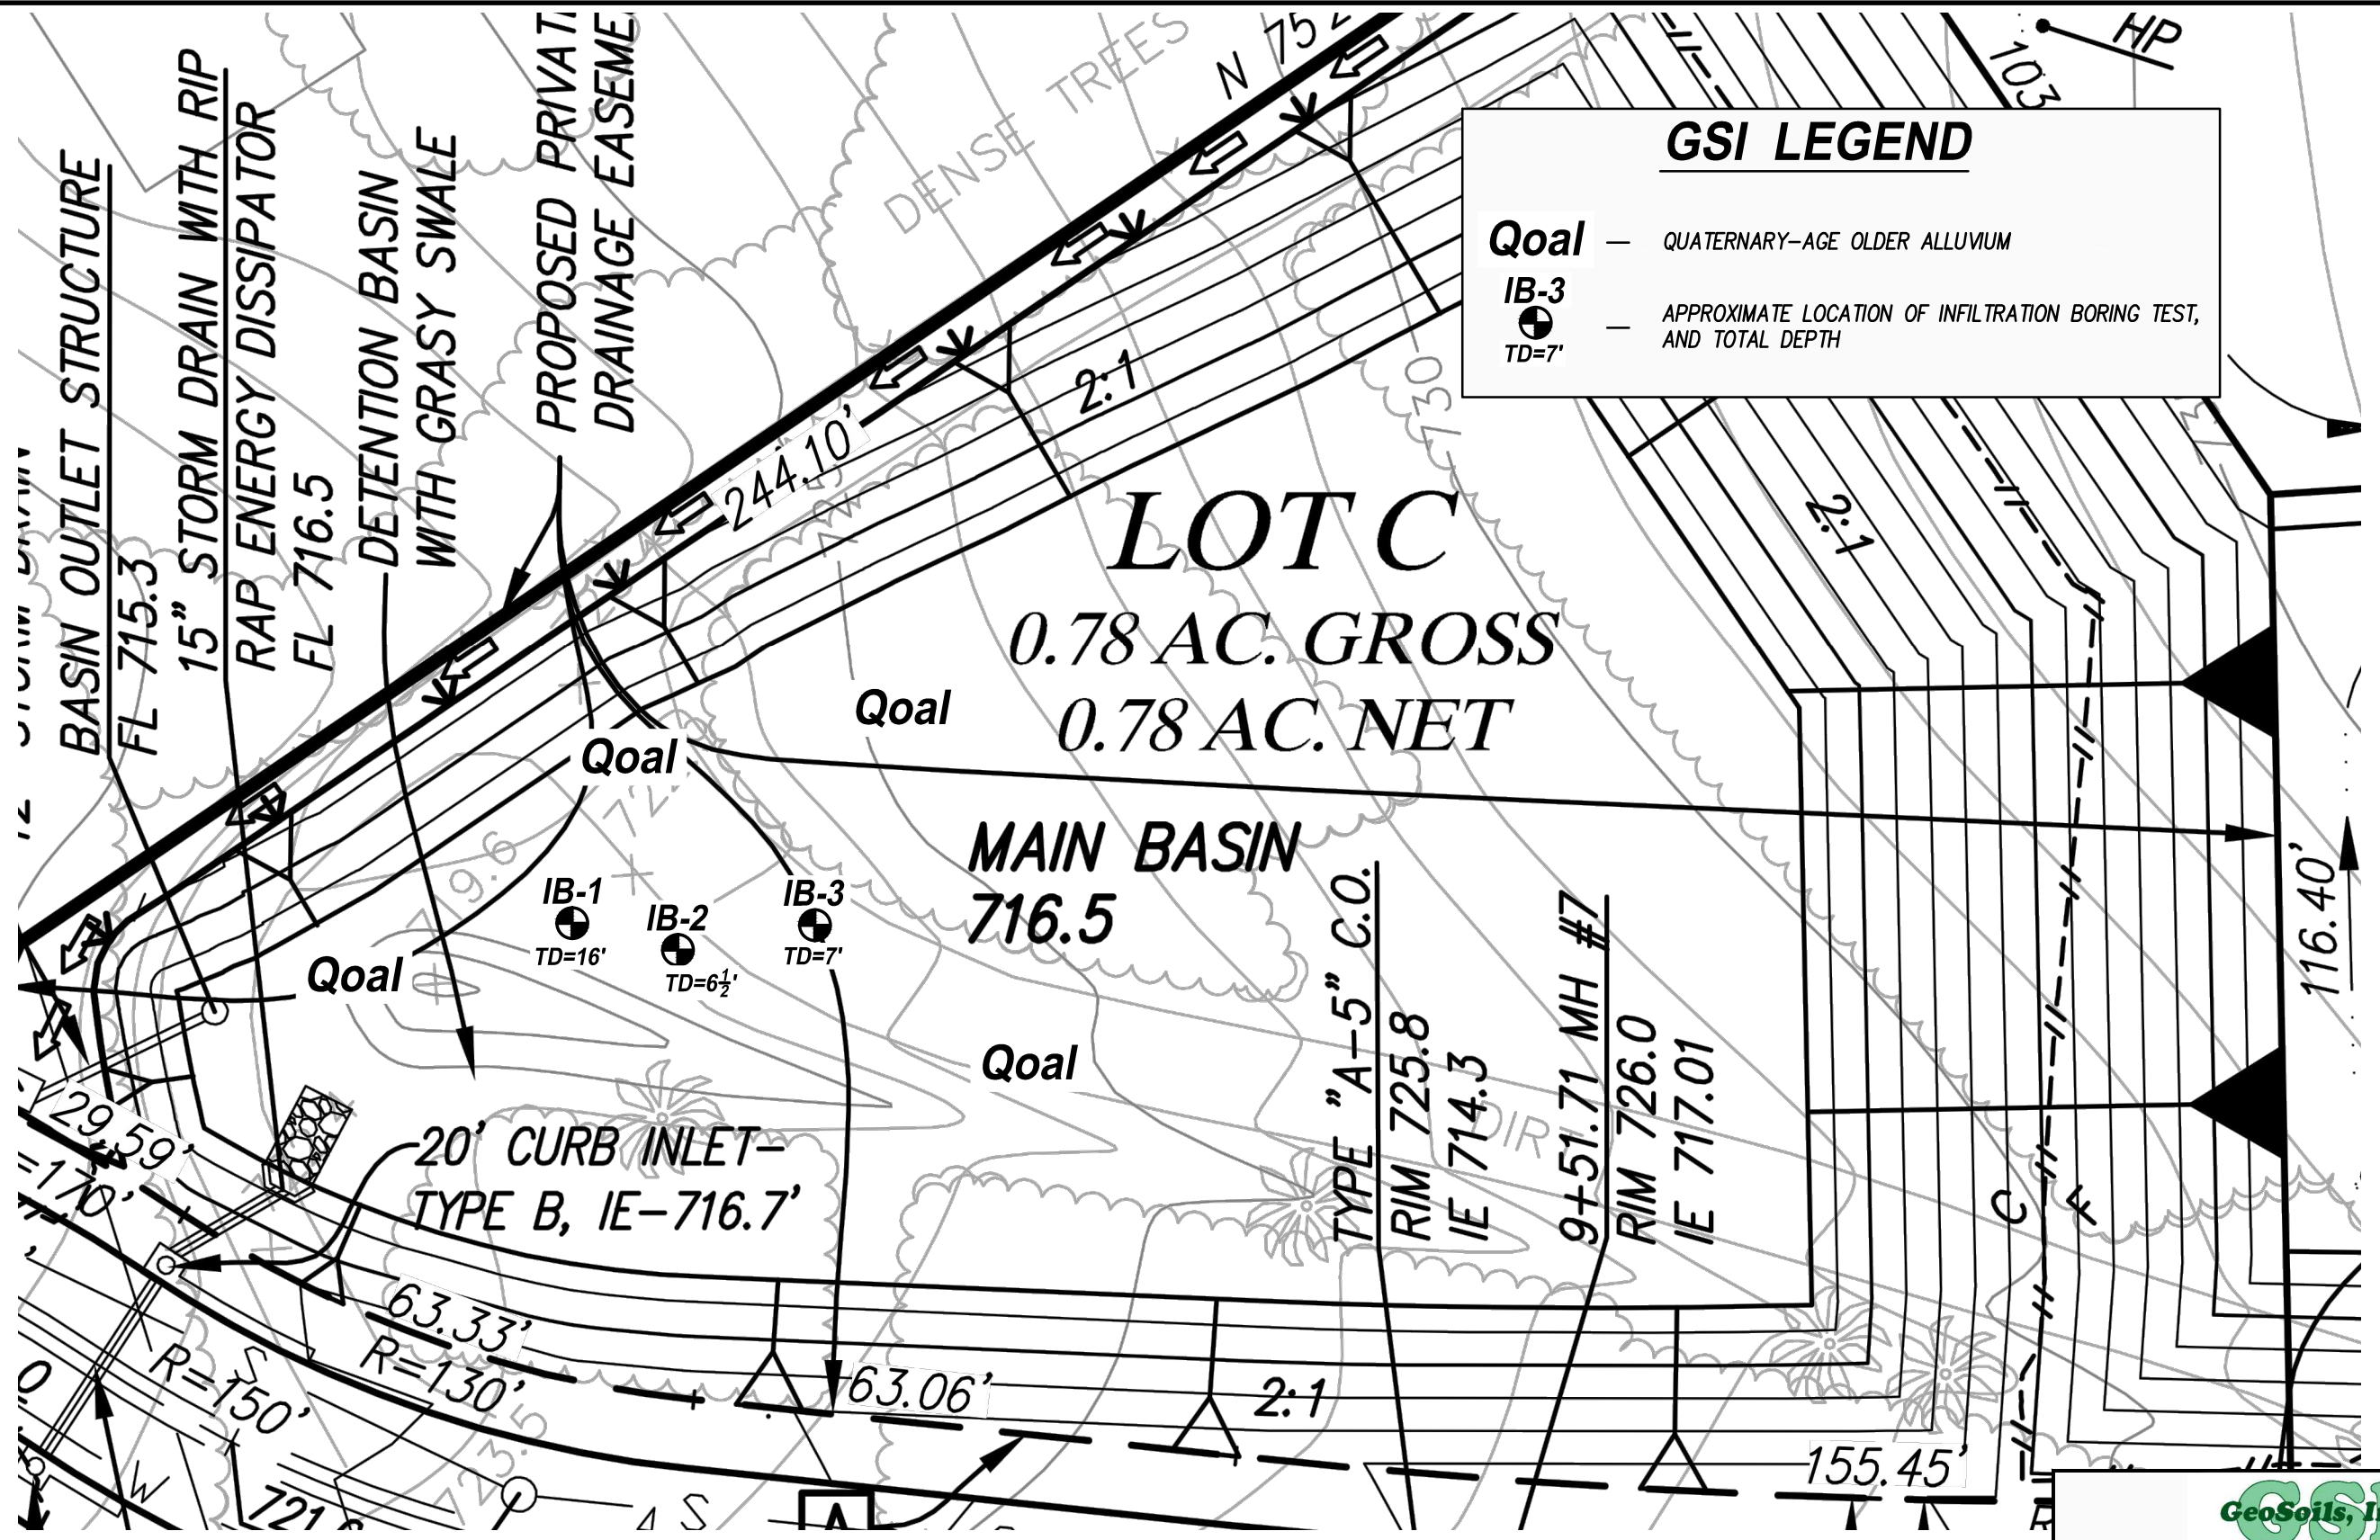 BASIN OUTLET STRUCTURE
FL 715.3
15" STORM DRAIN WITH RIP
RAP ENERGY DISSIPATOR
FL 716.5
DETENTION BASIN
WITH GRASY SWALE
PROPOSED
DRAINAGE
DENSE TREES
N 75
103
HP
GSI LEGEND
Qoal — QUATERNARY-AGE OLDER ALLUVIUM
IB-3
— APPROXIMATE LOCATION OF INFILTRATION BORING TEST,
AND TOTAL DEPTH
TD=7'
244.10'
2:1
730
2:1
LOT C
0.78 AC. GROSS
0.78 AC. NET
Qoal
Qoal
MAIN BASIN
716.5
IB-1
TD=16'
IB-2
TD=6½'
IB-3
TD=7'
Qoal
Qoal
TYPE "A-5" C.O.
RIM 725.8
IE 714.3
9+51.71 MH #7
RIM 726.0
IE 717.01
116.40'
29.59'
20' CURB INLET-
TYPE B, IE-716.7'
C F
63.33'
R=130'
R=150'
S
63.06'
2:1
155.45'
723.5
W
S
A
GSI
GeoSoils,